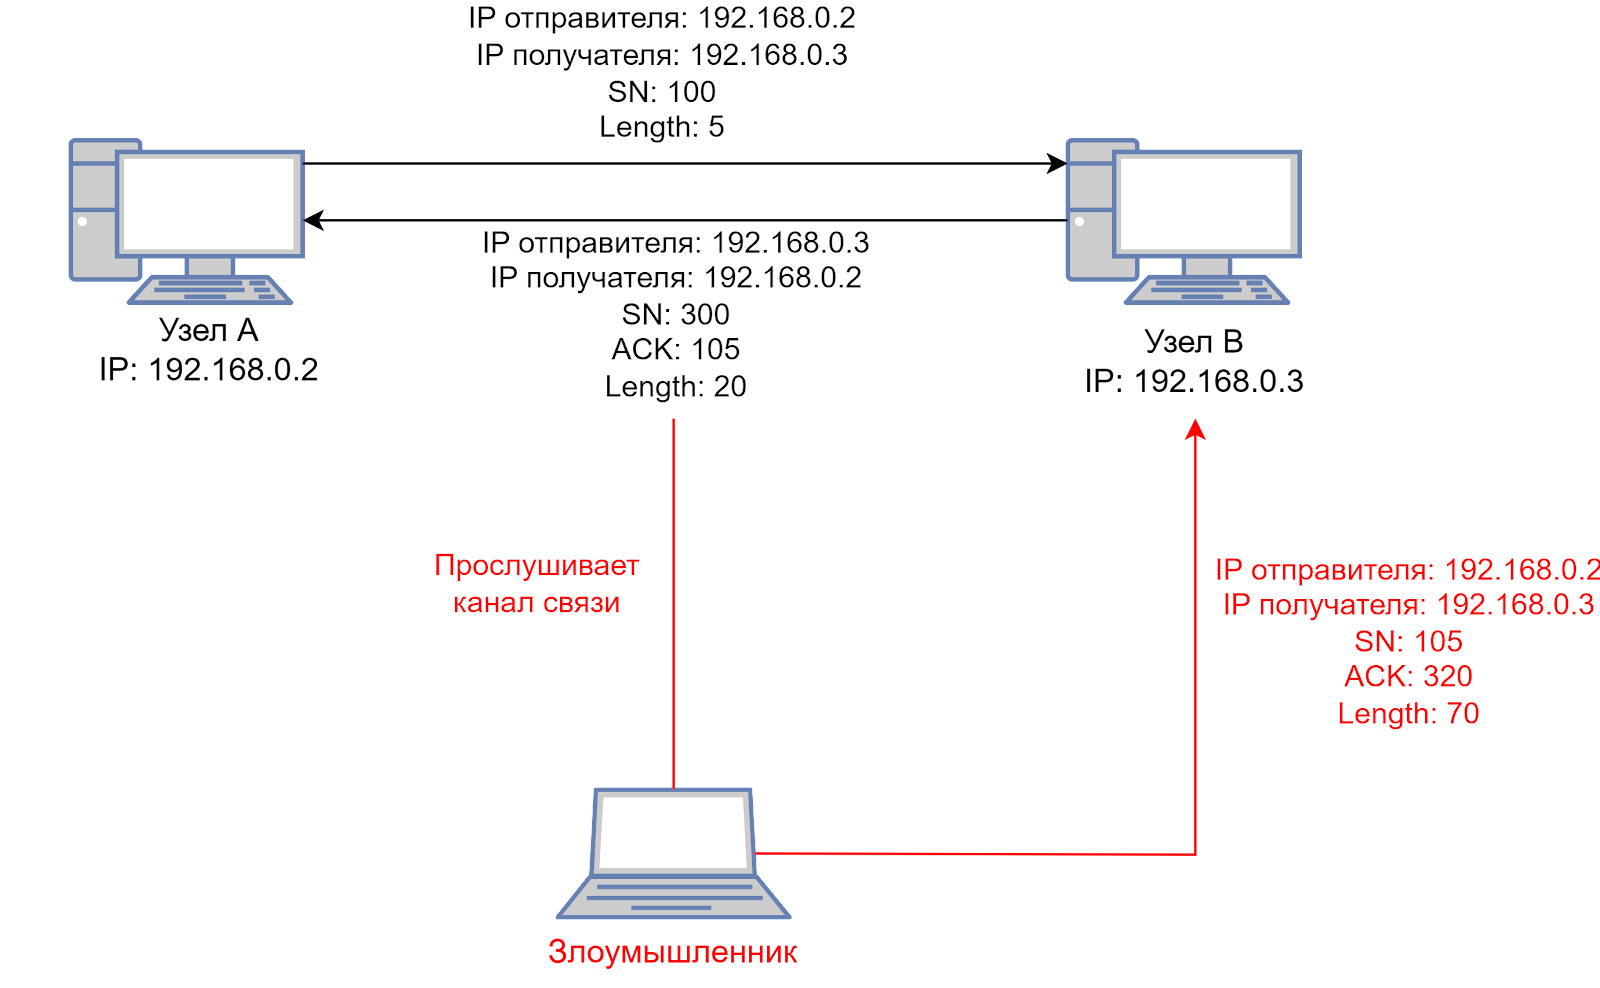 IP отправителя: 192.168.0.2
IP получателя: 192.168.0.3
SN: 100
Length: 5
IP отправителя: 192.168.0.3
IP получателя: 192.168.0.2
SN: 300
ACK: 105
Length: 20
Узел A
IP: 192.168.0.2
Узел B
IP: 192.168.0.3
Прослушивает
канал связи
IP отправителя: 192.168.0.2
IP получателя: 192.168.0.3
SN: 105
ACK: 320
Length: 70
Злоумышленник